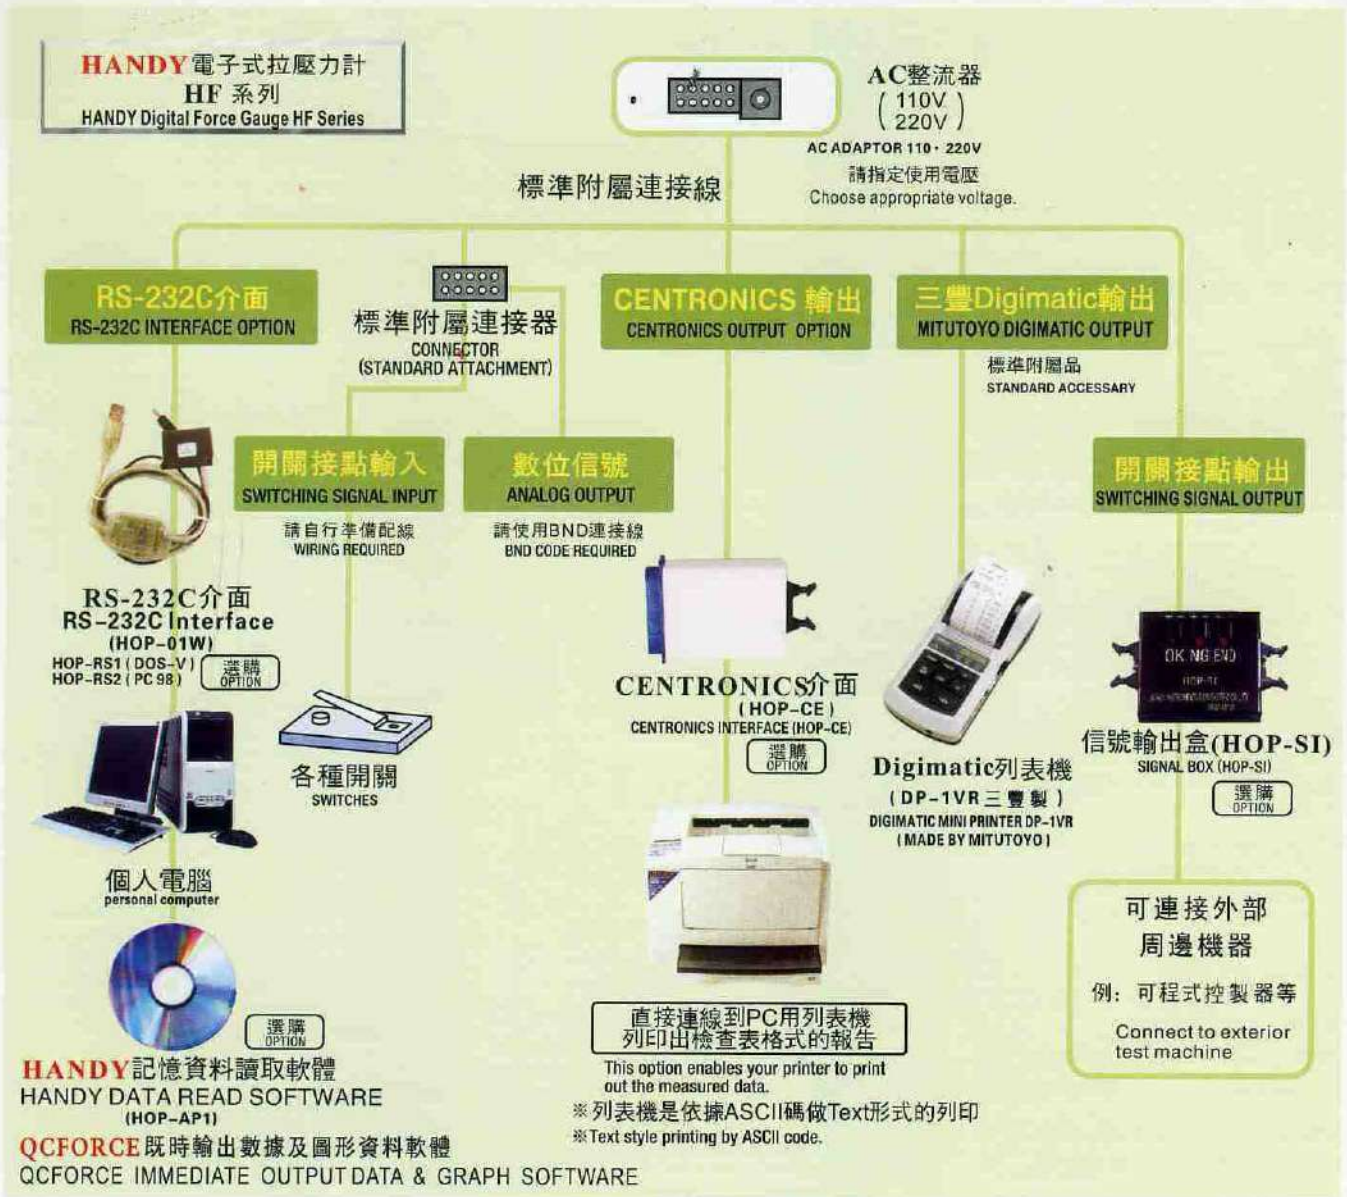 HANDY電子式拉壓力計
HF 系列
HANDY Digital Force Gauge HF Series
AC整流器
( 110V
220V )
AC ADAPTOR 110・220V
請指定使用電壓
Choose appropriate voltage.
標準附屬連接線
RS-232C介面
RS-232C INTERFACE OPTION
標準附屬連接器
CONNECTOR
(STANDARD ATTACHMENT)
CENTRONICS 輸出
CENTRONICS OUTPUT OPTION
三豐Digimatic輸出
MITUTOYO DIGIMATIC OUTPUT
標準附屬品
STANDARD ACCESSARY
開關接點輸入
SWITCHING SIGNAL INPUT
請自行準備配線
WIRING REQUIRED
數位信號
ANALOG OUTPUT
請使用BND連接線
BND CODE REQUIRED
開關接點輸出
SWITCHING SIGNAL OUTPUT
RS-232C介面
RS-232C Interface
(HOP-01W)
HOP-RS1 ( DOS-V )
HOP-RS2 ( PC 98 )
選購
OPTION
各種開關
SWITCHES
CENTRONICS介面
( HOP-CE )
CENTRONICS INTERFACE (HOP-CE)
選購
OPTION
Digimatic列表機
( DP-1VR 三豐製 )
DIGIMATIC MINI PRINTER DP-1VR
( MADE BY MITUTOYO )
OK NG END
HOP-SI
信號輸出盒(HOP-SI)
SIGNAL BOX (HOP-SI)
選購
OPTION
個人電腦
personal computer
選購
OPTION
HANDY記憶資料讀取軟體
HANDY DATA READ SOFTWARE
(HOP-AP1)
QCFORCE既時輸出數據及圖形資料軟體
QCFORCE IMMEDIATE OUTPUT DATA & GRAPH SOFTWARE
直接連線到PC用列表機
列印出檢查表格式的報告
This option enables your printer to print
out the measured data.
※列表機是依據ASCII碼做Text形式的列印
※Text style printing by ASCII code.
可連接外部
周邊機器
例: 可程式控製器等
Connect to exterior
test machine